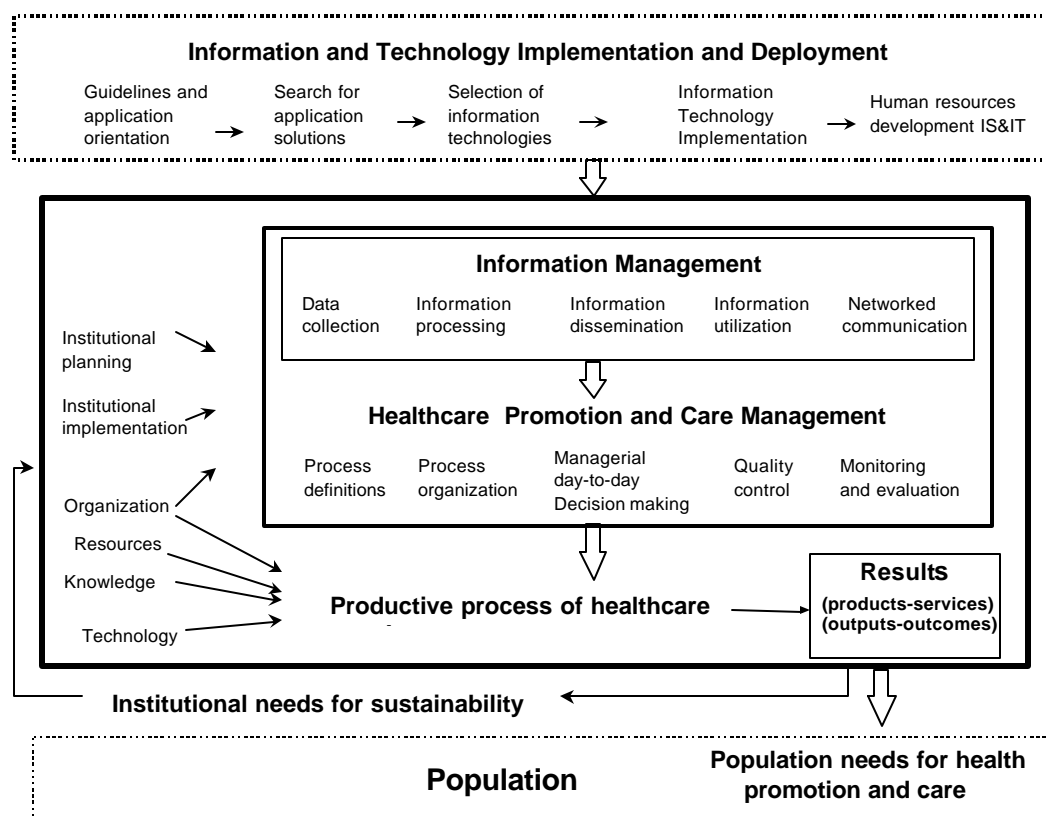 Information and Technology Implementation and Deployment
Guidelines and
application
orientation
Search for
application
solutions
Selection of
information
technologies
Information
Technology
Implementation
Human resources
development IS&IT
Information Management
Data
collection
Information
processing
Information
dissemination
Information
utilization
Networked
communication
Institutional
planning
Institutional
implementation
Organization
Resources
Knowledge
Technology
Healthcare Promotion and Care Management
Process
definitions
Process
organization
Managerial
day-to-day
Decision making
Quality
control
Monitoring
and evaluation
Productive process of healthcare
Results
(products-services)
(outputs-outcomes)
Institutional needs for sustainability
Population
Population needs for health
promotion and care